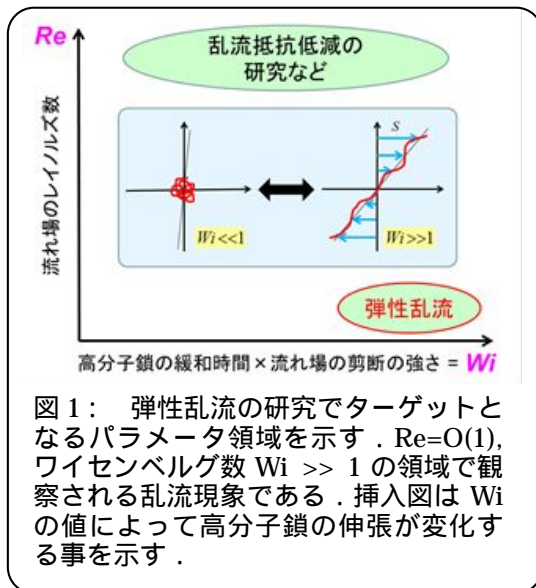 Re
乱流抵抗低減の
研究など
流れ場のレイノルズ数
S
Wi<<1
Wi>>1
弾性乱流
高分子鎖の緩和時間×流れ場の剪断の強さ = Wi
図 1： 弾性乱流の研究でターゲットと
なるパラメータ領域を示す．Re=O(1),
ワイセンベルグ数 Wi >> 1 の領域で観
察される乱流現象である．挿入図は Wi
の値によって高分子鎖の伸張が変化す
る事を示す．